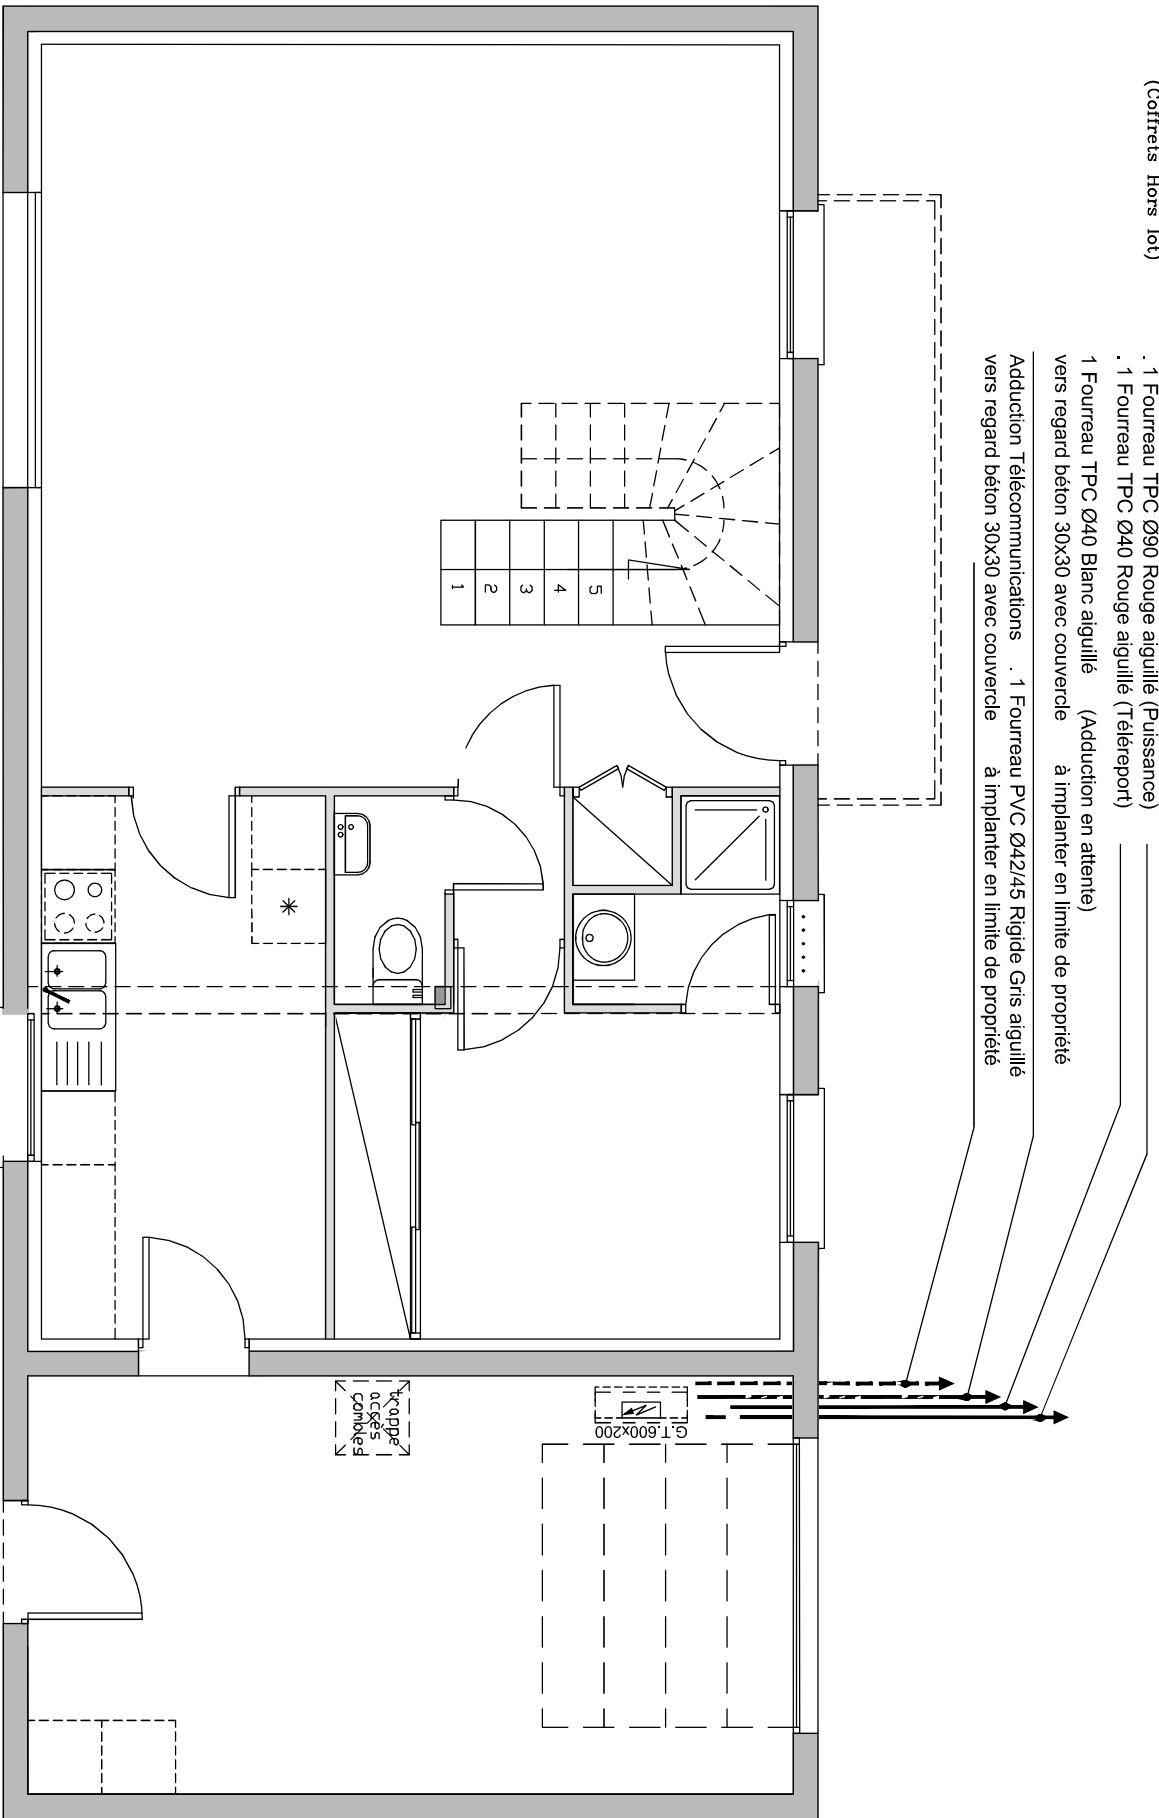 (Coffrets Hors lot)
. 1 Fourreau TPC Ø90 Rouge aiguillé (Puissance)
. 1 Fourreau TPC Ø40 Rouge aiguillé (Téléreport)
1 Fourreau TPC Ø40 Blanc aiguillé (Adduction en attente)
vers regard béton 30x30 avec couvercle à implanter en limite de propriété
Adduction Télécommunications . 1 Fourreau PVC Ø42/45 Rigide Gris aiguillé
vers regard béton 30x30 avec couvercle à implanter en limite de propriété
1
2
3
4
5
trappe
accès
combles
G.T.600x200